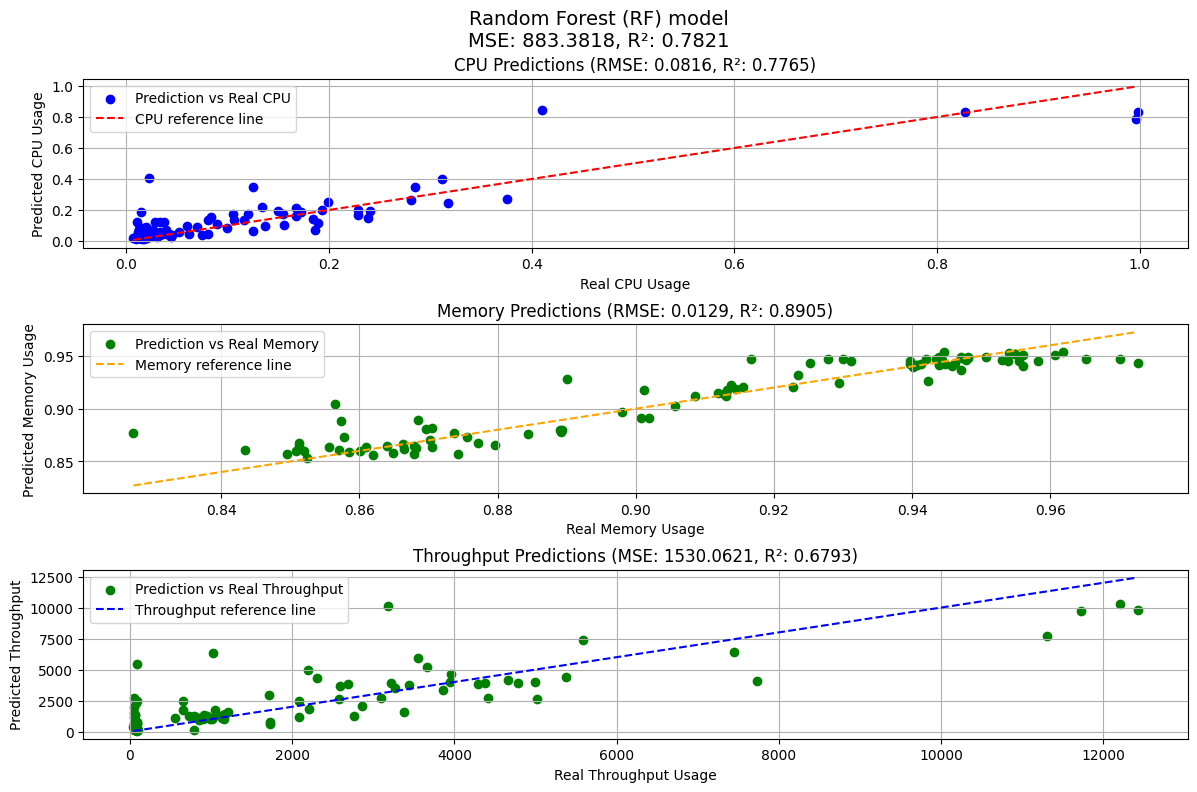 Random Forest (RF) model
MSE: 883.3818, R²: 0.7821
CPU Predictions (RMSE: 0.0816, R²: 0.7765)
Predicted CPU Usage
1.0
0.8
0.6
0.4
0.2
0.0
Prediction vs Real CPU
CPU reference line
0.0 0.2 0.4 0.6 0.8 1.0
Real CPU Usage
Memory Predictions (RMSE: 0.0129, R²: 0.8905)
Predicted Memory Usage
0.95
0.90
0.85
Prediction vs Real Memory
Memory reference line
0.84 0.86 0.88 0.90 0.92 0.94 0.96
Real Memory Usage
Throughput Predictions (MSE: 1530.0621, R²: 0.6793)
Predicted Throughput
12500
10000
7500
5000
2500
0
Prediction vs Real Throughput
Throughput reference line
0 2000 4000 6000 8000 10000 12000
Real Throughput Usage